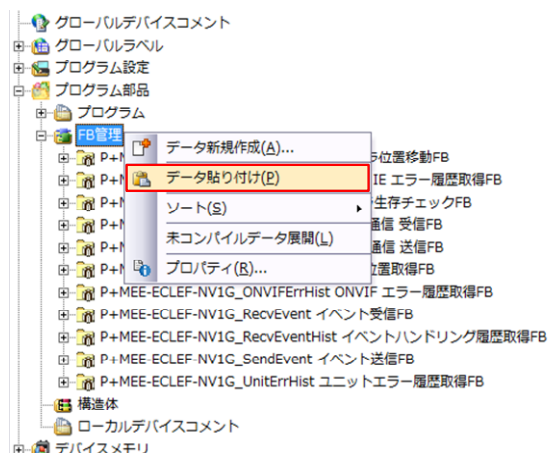 グローバルデバイスコメント
グローバルラベル
プログラム設定
プログラム部品
プログラム
FB管理
データ新規作成(A)...
データ貼り付け(P)
ソート(S)
未コンパイルデータ展開(L)
プロパティ(R)...
位置移動FB
IE エラー履歴取得FB
生存チェックFB
通信 受信FB
通信 送信FB
位置取得FB
P+MEE-ECLEF-NV1G_ONVIFErrHist ONVIF エラー履歴取得FB
P+MEE-ECLEF-NV1G_RecvEvent イベント受信FB
P+MEE-ECLEF-NV1G_RecvEventHist イベントハンドリング履歴取得FB
P+MEE-ECLEF-NV1G_SendEvent イベント送信FB
P+MEE-ECLEF-NV1G_UnitErrHist ユニットエラー履歴取得FB
構造体
ローカルデバイスコメント
デバイスメモリ